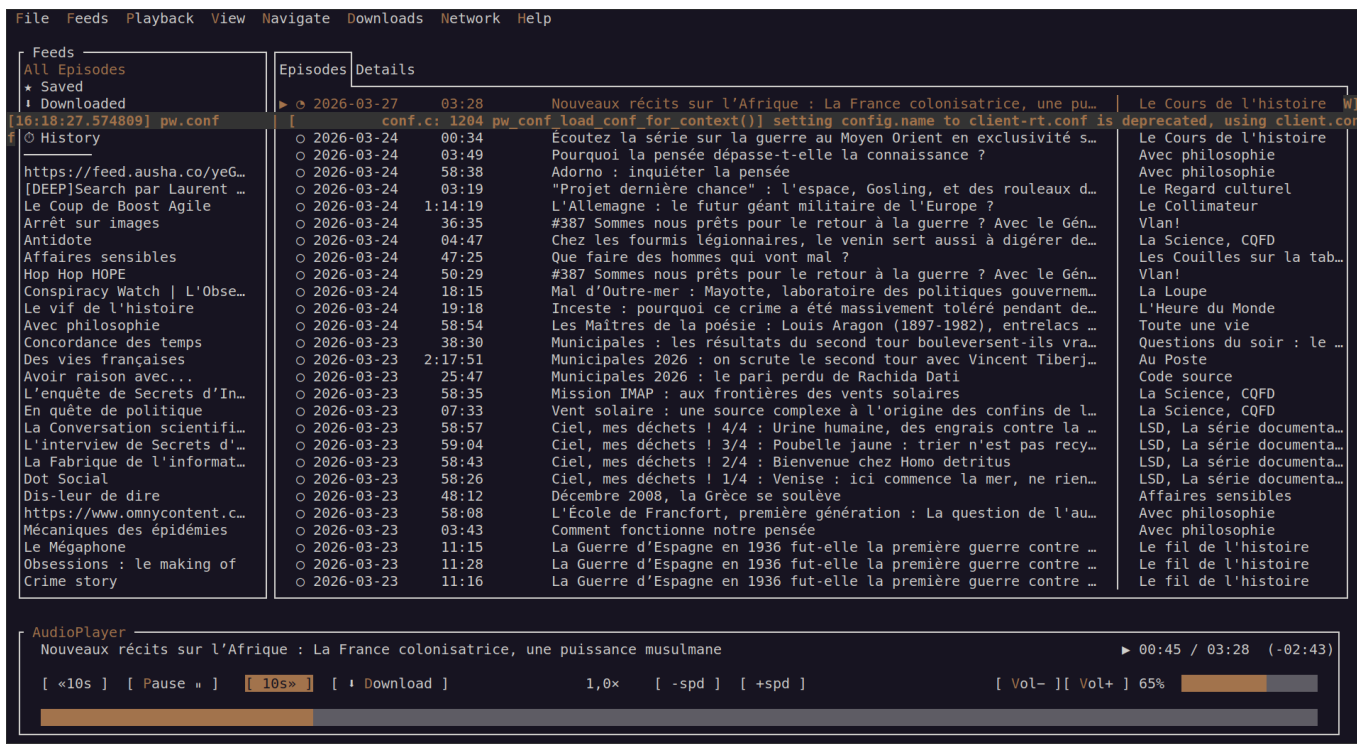 File  Feeds  Playback  View  Navigate  Downloads  Network  Help
Feeds
All Episodes
★ Saved
⬇ Downloaded
⏱ History
https://feed.ausha.co/yeG…
[DEEP]Search par Laurent …
Le Coup de Boost Agile
Arrêt sur images
Antidote
Affaires sensibles
Hop Hop HOPE
Conspiracy Watch | L'Obse…
Le vif de l'histoire
Avec philosophie
Concordance des temps
Des vies françaises
Avoir raison avec...
L’enquête de Secrets d’In…
En quête de politique
La Conversation scientifi…
L'interview de Secrets d'…
La Fabrique de l'informat…
Dot Social
Dis-leur de dire
https://www.omnycontent.c…
Mécaniques des épidémies
Le Mégaphone
Obsessions : le making of
Crime story
Episodes Details
▶ ◔ 2026-03-27 03:28 Nouveaux récits sur l’Afrique : La France colonisatrice, une pu… │ Le Cours de l'histoire W]
[16:18:27.574809] pw.conf | [ conf.c: 1204 pw_conf_load_conf_for_context()] setting config.name to client-rt.conf is deprecated, using client.con
f
○ 2026-03-24 00:34 Écoutez la série sur la guerre au Moyen Orient en exclusivité s… Le Cours de l'histoire
○ 2026-03-24 03:49 Pourquoi la pensée dépasse-t-elle la connaissance ? Avec philosophie
○ 2026-03-24 58:38 Adorno : inquiéter la pensée Avec philosophie
○ 2026-03-24 03:19 "Projet dernière chance" : l'espace, Gosling, et des rouleaux d… Le Regard culturel
○ 2026-03-24 1:14:19 L'Allemagne : le futur géant militaire de l'Europe ? Le Collimateur
○ 2026-03-24 36:35 #387 Sommes nous prêts pour le retour à la guerre ? Avec le Gén… Vlan!
○ 2026-03-24 04:47 Chez les fourmis légionnaires, le venin sert aussi à digérer de… La Science, CQFD
○ 2026-03-24 47:25 Que faire des hommes qui vont mal ? Les Couilles sur la tab…
○ 2026-03-24 50:29 #387 Sommes nous prêts pour le retour à la guerre ? Avec le Gén… Vlan!
○ 2026-03-24 18:15 Mal d’Outre-mer : Mayotte, laboratoire des politiques gouvernem… La Loupe
○ 2026-03-24 19:18 Inceste : pourquoi ce crime a été massivement toléré pendant de… L'Heure du Monde
○ 2026-03-24 58:54 Les Maîtres de la poésie : Louis Aragon (1897-1982), entrelacs … Toute une vie
○ 2026-03-23 38:30 Municipales : les résultats du second tour bouleversent-ils vra… Questions du soir : le …
○ 2026-03-23 2:17:51 Municipales 2026 : on scrute le second tour avec Vincent Tiberj… Au Poste
○ 2026-03-23 25:47 Municipales 2026 : le pari perdu de Rachida Dati Code source
○ 2026-03-23 58:35 Mission IMAP : aux frontières des vents solaires La Science, CQFD
○ 2026-03-23 07:33 Vent solaire : une source complexe à l'origine des confins de l… La Science, CQFD
○ 2026-03-23 58:57 Ciel, mes déchets ! 4/4 : Urine humaine, des engrais contre la … LSD, La série documenta…
○ 2026-03-23 59:04 Ciel, mes déchets ! 3/4 : Poubelle jaune : trier n'est pas recy… LSD, La série documenta…
○ 2026-03-23 58:43 Ciel, mes déchets ! 2/4 : Bienvenue chez Homo detritus LSD, La série documenta…
○ 2026-03-23 58:26 Ciel, mes déchets ! 1/4 : Venise : ici commence la mer, ne rien… LSD, La série documenta…
○ 2026-03-23 48:12 Décembre 2008, la Grèce se soulève Affaires sensibles
○ 2026-03-23 58:08 L'École de Francfort, première génération : La question de l'au… Avec philosophie
○ 2026-03-23 03:43 Comment fonctionne notre pensée Avec philosophie
○ 2026-03-23 11:15 La Guerre d’Espagne en 1936 fut-elle la première guerre contre … Le fil de l'histoire
○ 2026-03-23 11:28 La Guerre d’Espagne en 1936 fut-elle la première guerre contre … Le fil de l'histoire
○ 2026-03-23 11:16 La Guerre d’Espagne en 1936 fut-elle la première guerre contre … Le fil de l'histoire
AudioPlayer
Nouveaux récits sur l’Afrique : La France colonisatrice, une puissance musulmane ▶ 00:45 / 03:28 (-02:43)
[ «10s ] [ Pause ⏸ ] [ 10s» ] [ ⬇ Download ] 1,0× [ -spd ] [ +spd ] [ Vol− ][ Vol+ ] 65%